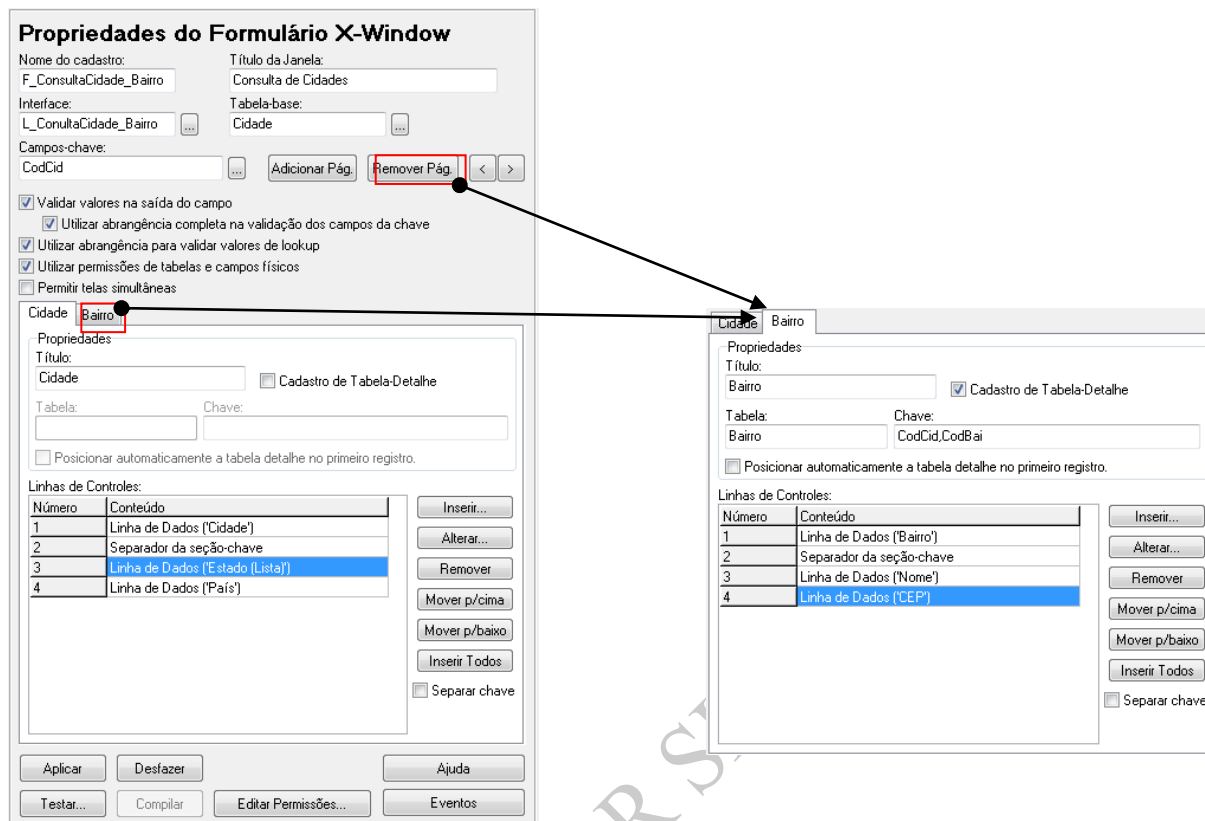 Propriedades do Formulário X-Window
Nome do cadastro: Título da Janela:
F_ConsultaCidade_Bairro Consulta de Cidades
Interface: Tabela-base:
L_ConultaCidade_Bairro ... Cidade ...
Campos-chave:
CodCid ... Adicionar Pág. Remover Pág. < >
Validar valores na saída do campo
Utilizar abrangência completa na validação dos campos da chave
Utilizar abrangência para validar valores de lookup
Utilizar permissões de tabelas e campos físicos
Permitir telas simultâneas
Cidade Bairro
Propriedades
Título:
Cidade Cadastro de Tabela-Detalhe
Tabela: Chave:
Posicionar automaticamente a tabela detalhe no primeiro registro.
Linhas de Controles:
Número Conteúdo Inserir...
1 Linha de Dados ('Cidade')
2 Separador da seção-chave Alterar...
3 Linha de Dados ('Estado (Lista)') Remover
4 Linha de Dados ('País')
Mover p/cima
Mover p/baixo
Inserir Todos
Separar chave
Aplicar Desfazer Ajuda
Testar... Compilar Editar Permissões... Eventos
Cidade Bairro
Propriedades
Título:
Bairro Cadastro de Tabela-Detalhe
Tabela: Chave:
Bairro CodCid,CodBai
Posicionar automaticamente a tabela detalhe no primeiro registro.
Linhas de Controles:
Número Conteúdo Inserir...
1 Linha de Dados ('Bairro')
2 Separador da seção-chave Alterar...
3 Linha de Dados ('Nome') Remover
4 Linha de Dados ('CEP')
Mover p/cima
Mover p/baixo
Inserir Todos
Separar chave